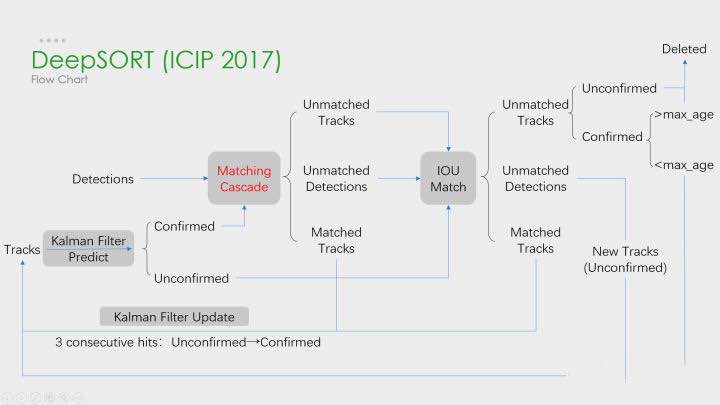 DeepSORT (ICIP 2017)
Flow Chart
Deleted
Unconfirmed
Unmatched
Tracks
Unmatched
Tracks
>max_age
Confirmed
Matching
Cascade
Unmatched
Detections
IOU
Match
Unmatched
Detections
<max_age
Detections
Confirmed
Matched
Tracks
Matched
Tracks
Tracks
Kalman Filter
Predict
New Tracks
(Unconfirmed)
Unconfirmed
Kalman Filter Update
3 consecutive hits：Unconfirmed→Confirmed